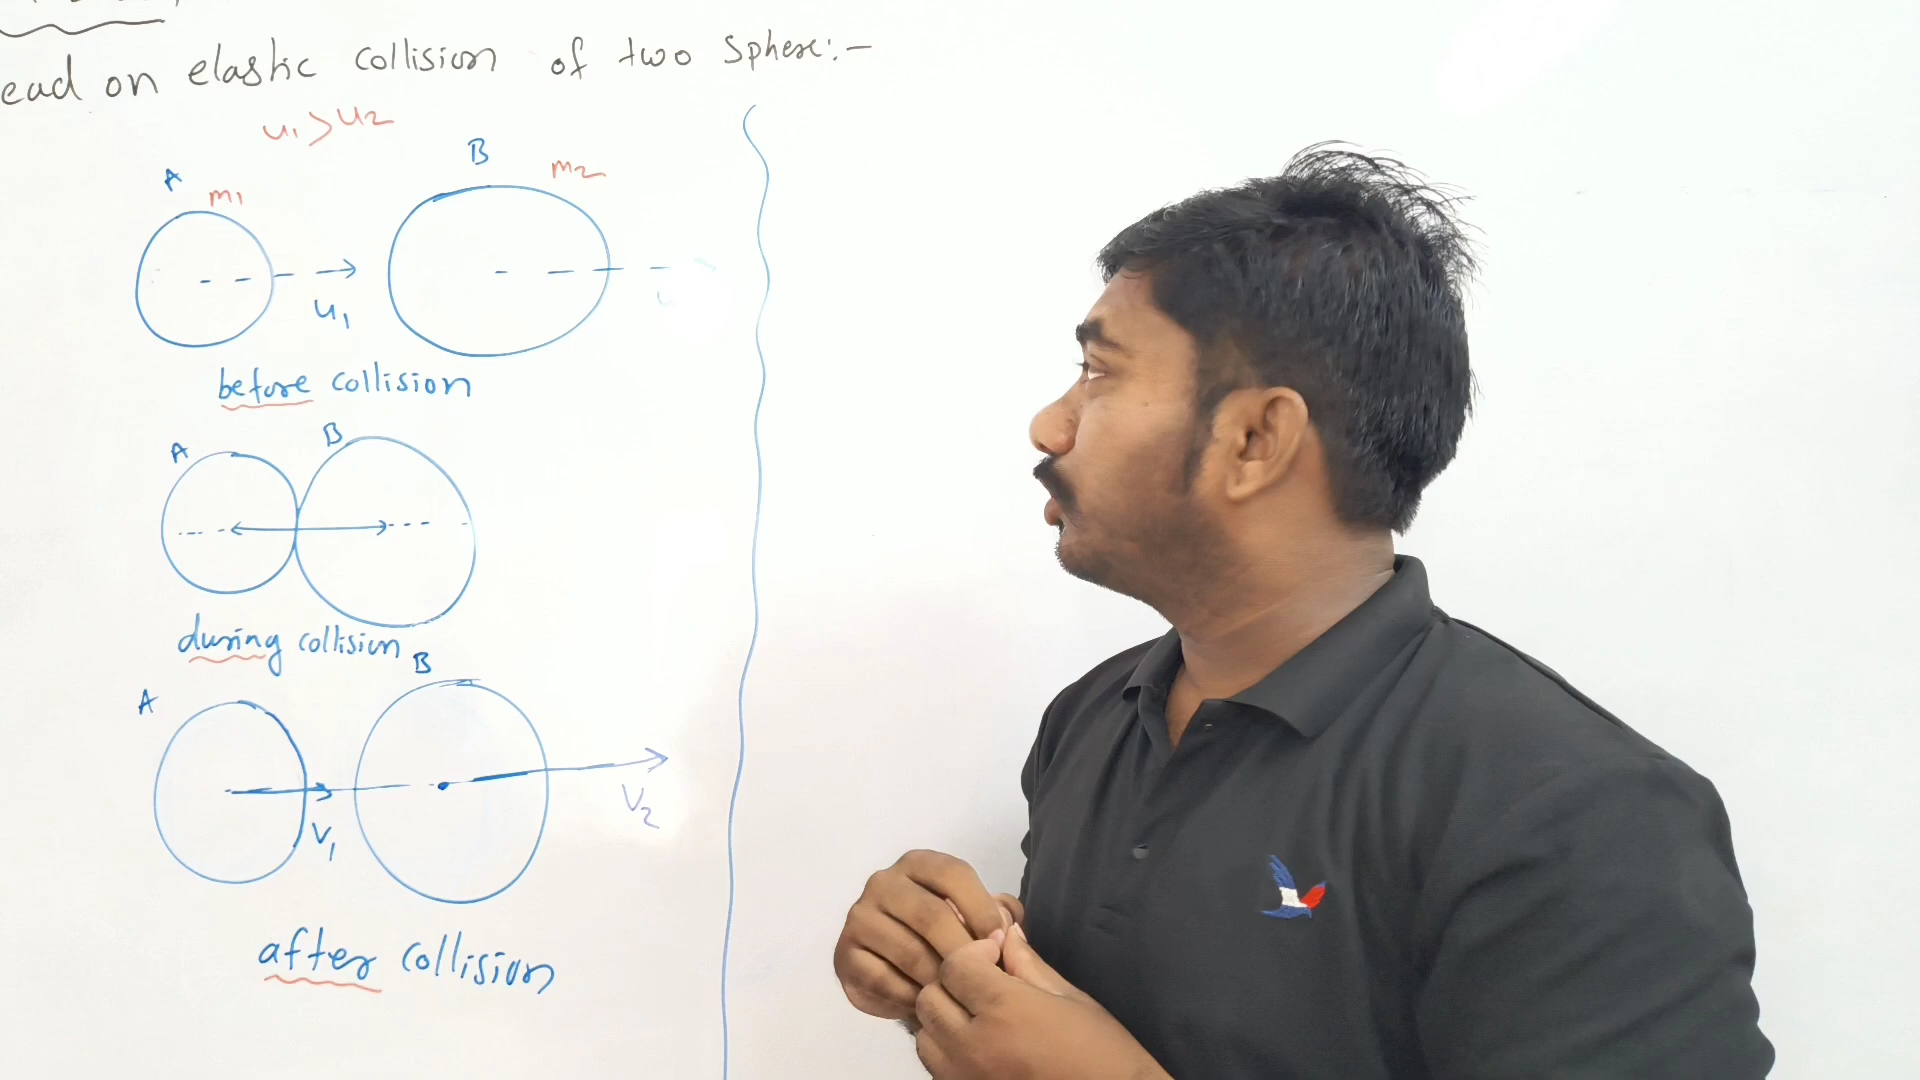 ead on elastic collision of two Sphere:-
u1 > u2
A
m1
B
m2
u1
before collision
A
B
during collision
A
B
V1
V2
after collision